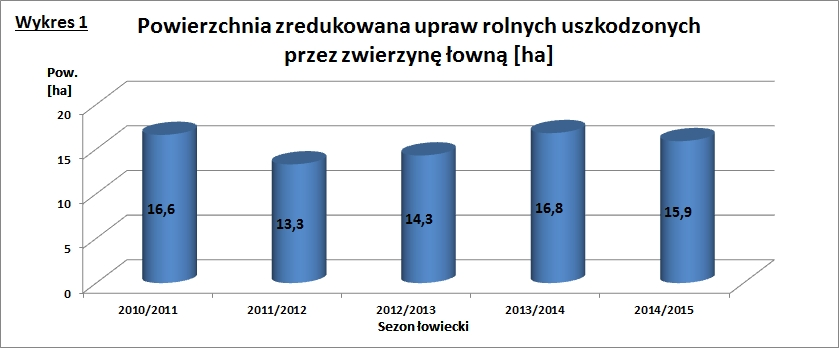 Wykres 1
Powierzchnia zredukowana upraw rolnych uszkodzonych
przez zwierzynę łowną [ha]
Pow.
[ha]
20
15
10
5
0
16,6
13,3
14,3
16,8
15,9
2010/2011
2011/2012
2012/2013
2013/2014
2014/2015
Sezon łowiecki